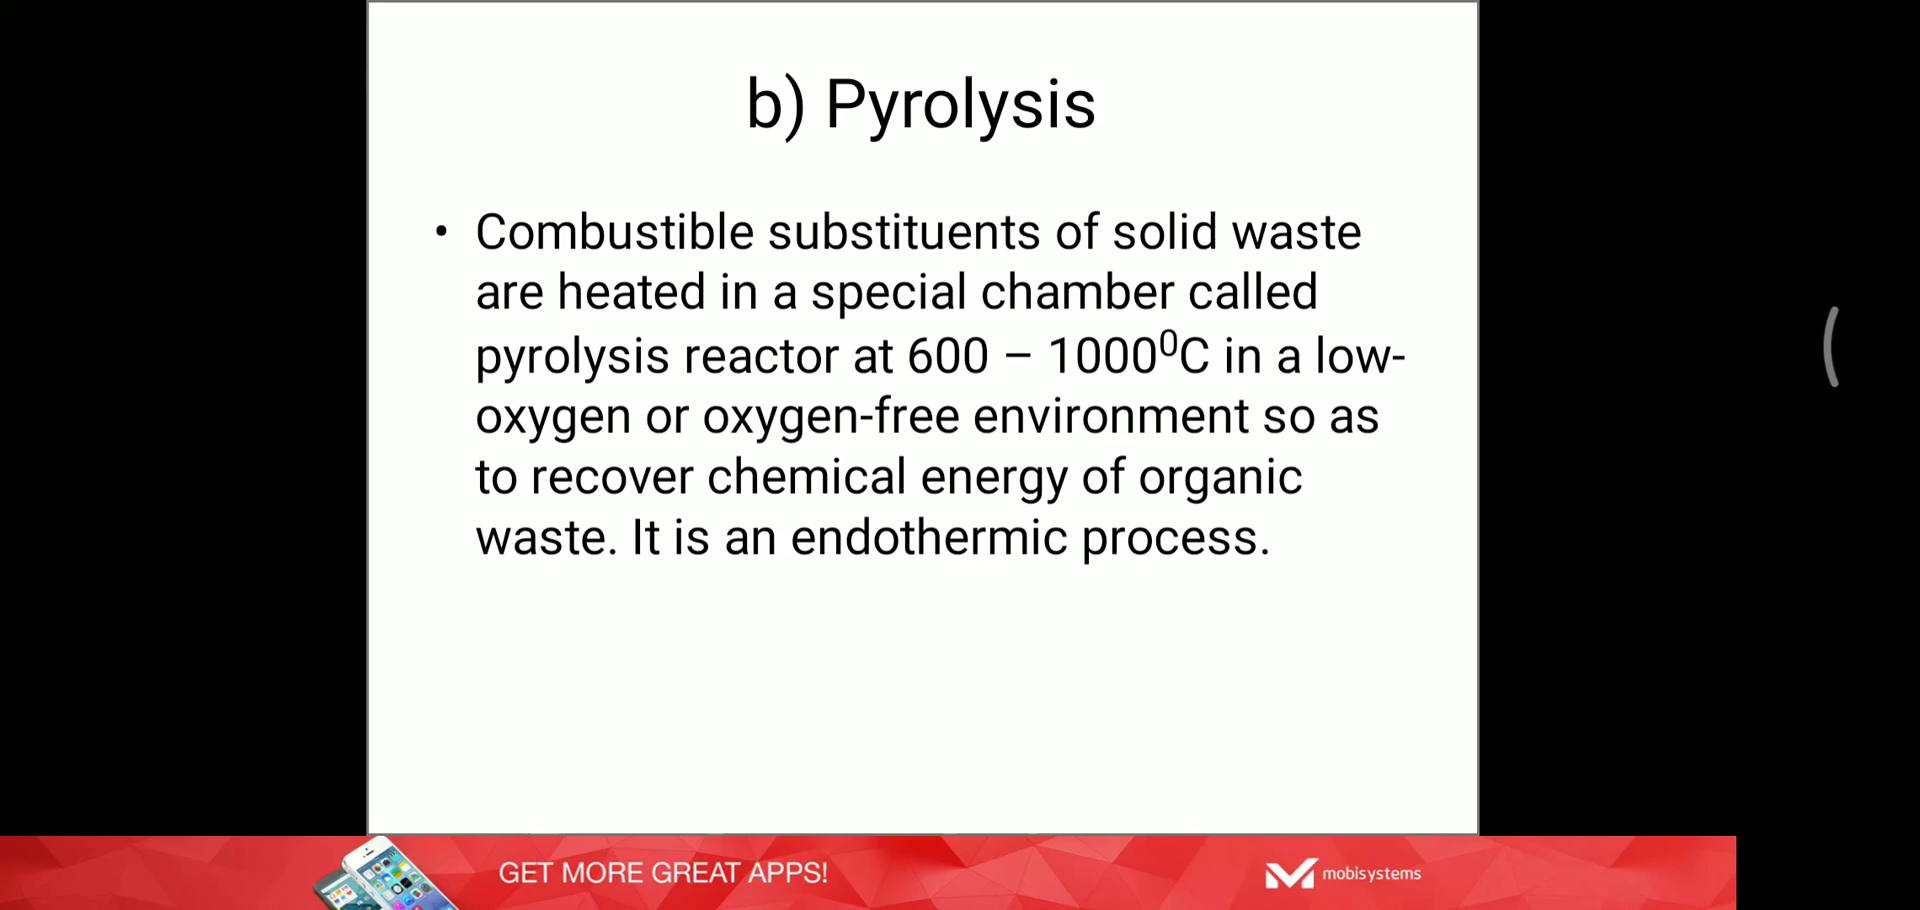 b) Pyrolysis
• Combustible substituents of solid waste
are heated in a special chamber called
pyrolysis reactor at 600 – 1000⁰C in a low-
oxygen or oxygen-free environment so as
to recover chemical energy of organic
waste. It is an endothermic process.
GET MORE GREAT APPS!
mobisystems